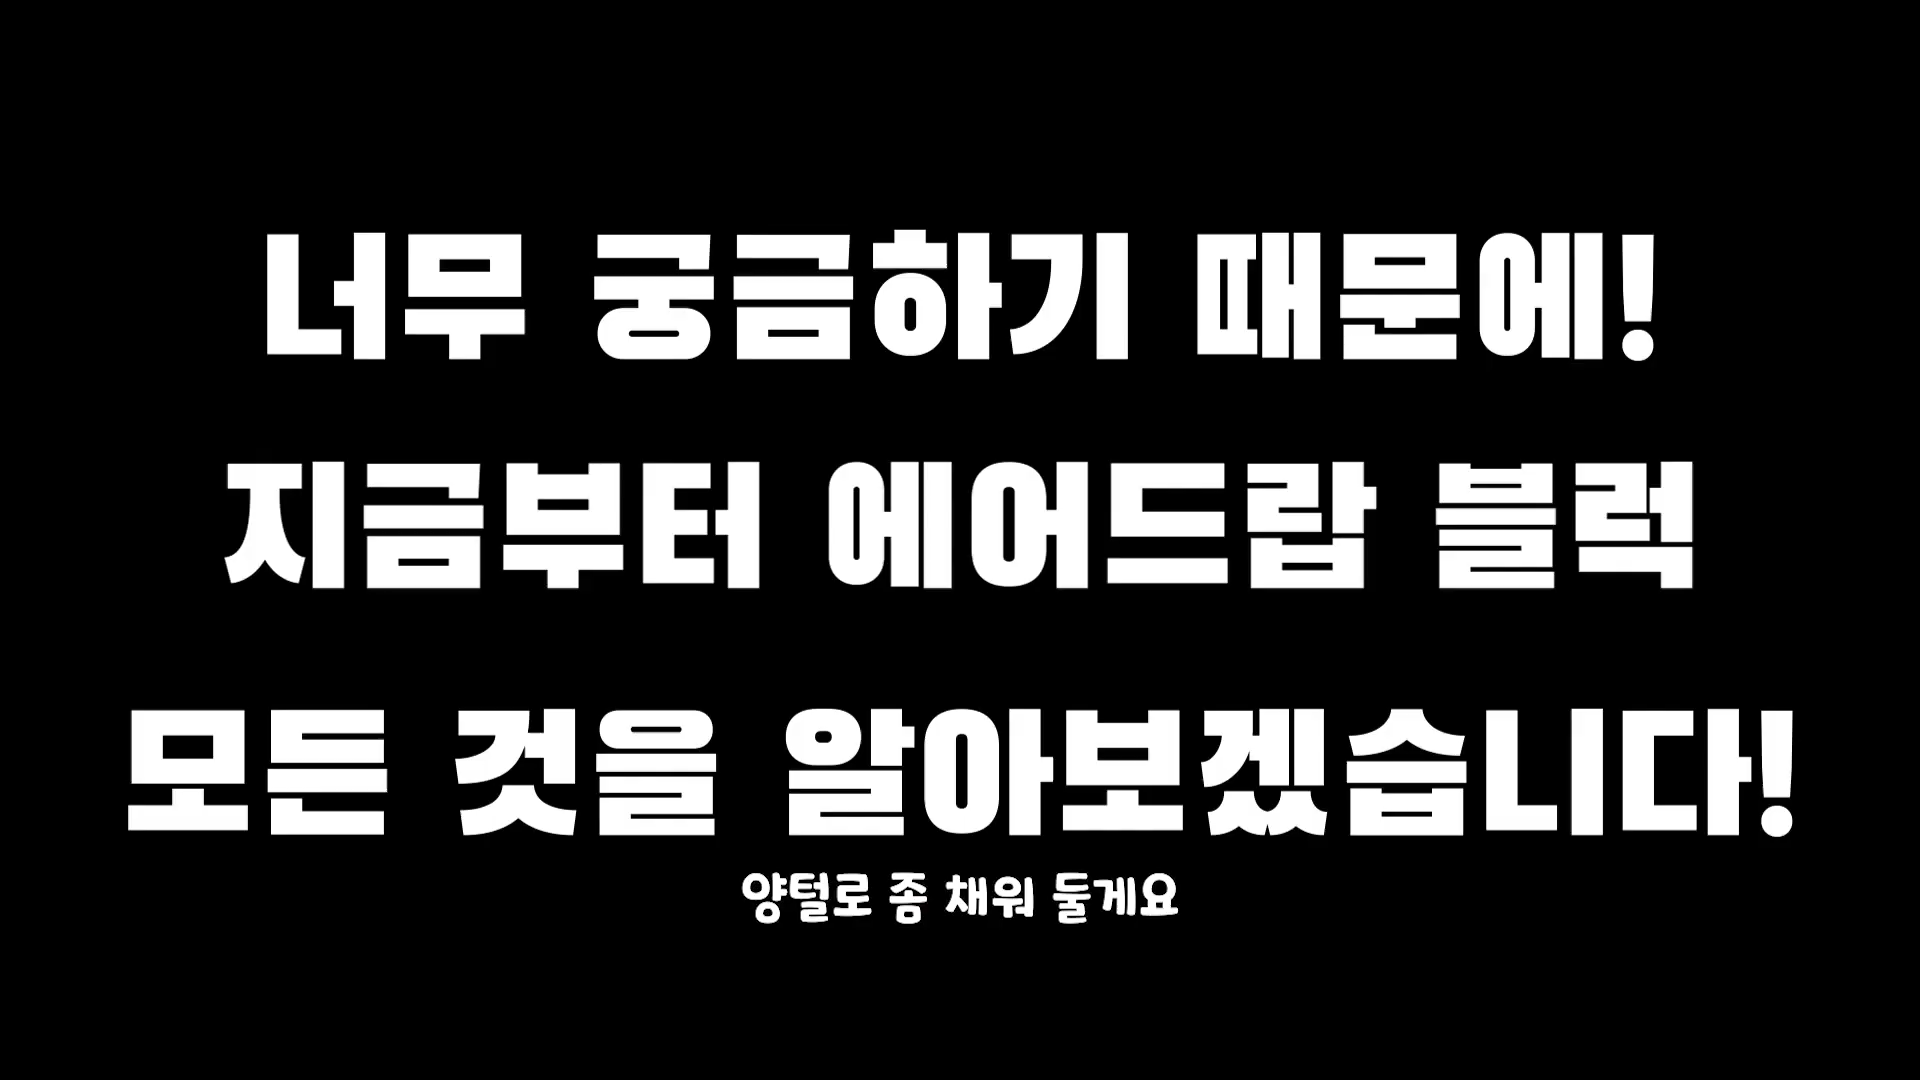 너무 궁금하기 때문에!
지금부터 에어드랍 블럭
모든 것을 알아보겠습니다!
양털로 좀 채워 둘게요